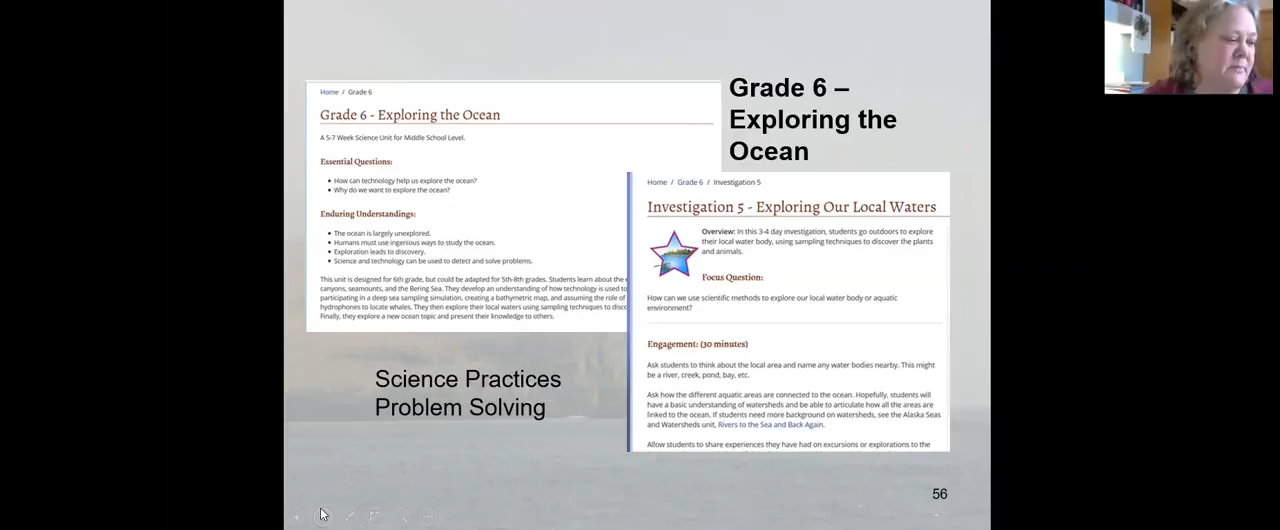 Home / Grade 6
Grade 6 - Exploring the Ocean
A 5-7 Week Science Unit for Middle School Level.
Essential Questions:
• How can technology help us explore the ocean?
• Why do we want to explore the ocean?
Enduring Understandings:
• The ocean is largely unexplored.
• Humans must use ingenious ways to study the ocean.
• Exploration leads to discovery.
• Science and technology can be used to detect and solve problems.
This unit is designed for 6th grade, but could be adapted for 5th-8th grades. Students learn about the
canyons, seamounts, and the Bering Sea. They develop an understanding of how technology is used to
participating in a deep sea sampling simulation, creating a bathymetric map, and assuming the role of
hydrophones to locate whales. They then explore their local waters using sampling techniques to
Finally, they explore a new ocean topic and present their knowledge to others.
Grade 6 –
Exploring the
Ocean
Home / Grade 6 / Investigation 5
Investigation 5 - Exploring Our Local Waters
Overview: In this 3-4 day investigation, students go outdoors to explore
their local water body, using sampling techniques to discover the plants
and animals.
Focus Question:
How can we use scientific methods to explore our local water body or aquatic
environment?
Engagement: (30 minutes)
Ask students to think about the local area and name any water bodies nearby. This might
be a river, creek, pond, bay, etc.
Ask how the different aquatic areas are connected to the ocean. Hopefully, students will
have a basic understanding of watersheds and be able to articulate how all the areas are
linked to the ocean. If students need more background on watersheds, see the Alaska Seas
and Watersheds unit, Rivers to the Sea and Back Again.
Allow students to share experiences they have had on excursions or explorations to the
Science Practices
Problem Solving
56